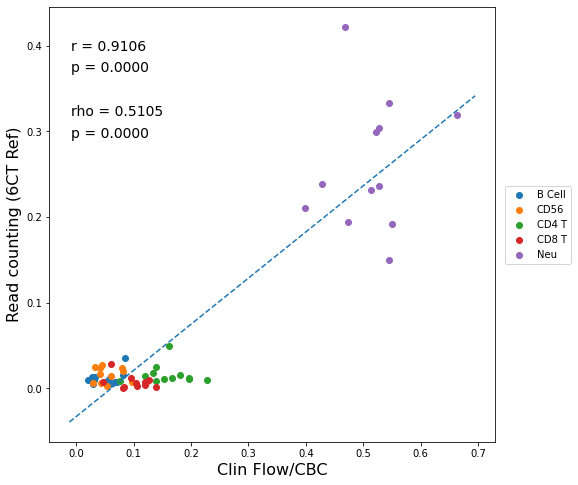 r = 0.9106
p = 0.0000
rho = 0.5105
p = 0.0000
Read counting (6CT Ref)
0.4
0.3
0.2
0.1
0.0
0.0 0.1 0.2 0.3 0.4 0.5 0.6 0.7
Clin Flow/CBC
B Cell
CD56
CD4 T
CD8 T
Neu